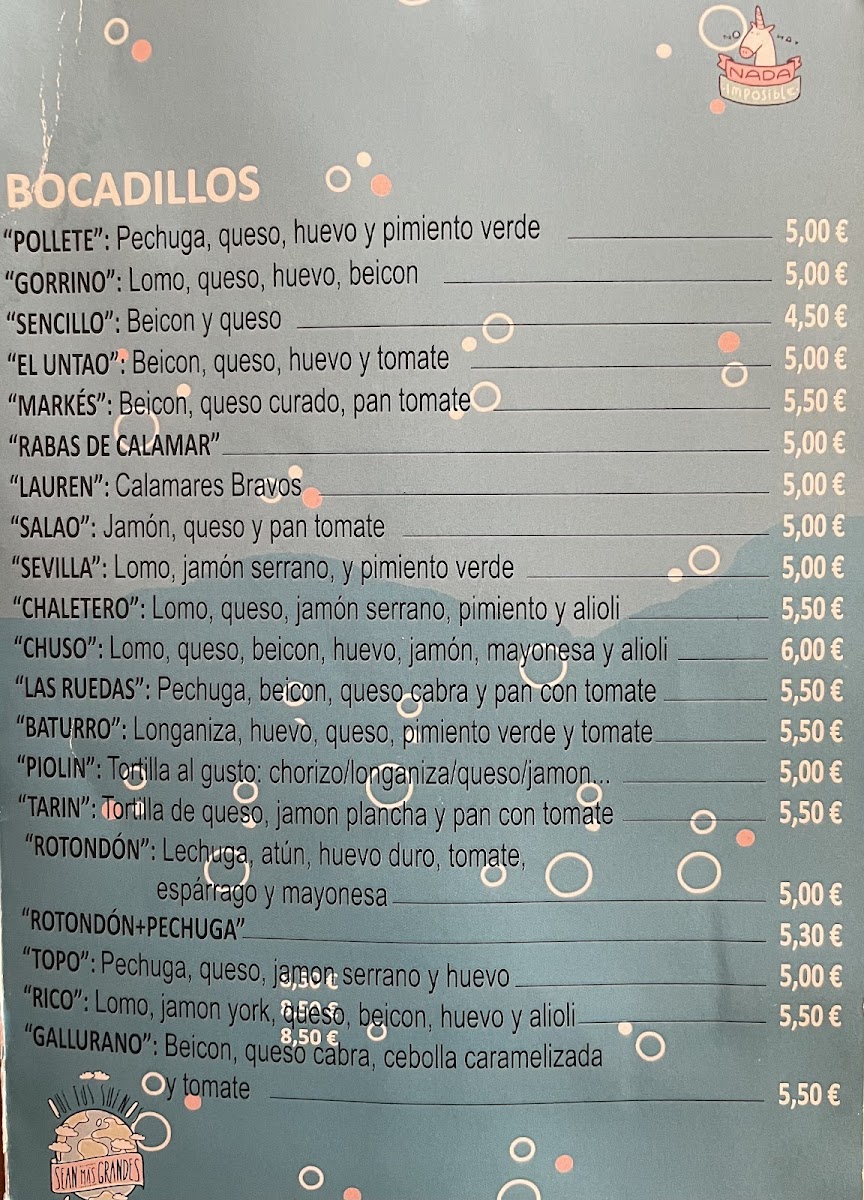 NO HAY
NADA
IMPOSIBLE
BOCADILLOS
“POLLETE”: Pechuga, queso, huevo y pimiento verde 5,00 €
“GORRINO”: Lomo, queso, huevo, beicon 5,00 €
“SENCILLO”: Beicon y queso 4,50 €
“EL UNTAO”: Beicon, queso, huevo y tomate 5,00 €
“MARKÉS”: Beicon, queso curado, pan tomate 5,50 €
“RABAS DE CALAMAR” 5,00 €
“LAUREN”: Calamares Bravos 5,00 €
“SALAO”: Jamón, queso y pan tomate 5,00 €
“SEVILLA”: Lomo, jamón serrano, y pimiento verde 5,00 €
“CHALETERO”: Lomo, queso, jamón serrano, pimiento y alioli 5,50 €
“CHUSO”: Lomo, queso, beicon, huevo, jamón, mayonesa y alioli 6,00 €
“LAS RUEDAS”: Pechuga, beicon, queso cabra y pan con tomate 5,50 €
“BATURRO”: Longaniza, huevo, queso, pimiento verde y tomate 5,50 €
“PIOLIN”: Tortilla al gusto: chorizo/longaniza/queso/jamon... 5,00 €
“TARIN”: Tortilla de queso, jamon plancha y pan con tomate 5,50 €
“ROTONDÓN”: Lechuga, atún, huevo duro, tomate,
espárrago y mayonesa 5,00 €
“ROTONDÓN+PECHUGA” 5,30 €
“TOPO”: Pechuga, queso, jamon serrano y huevo 5,00 €
“RICO”: Lomo, jamon york, queso, beicon, huevo y alioli 5,50 €
8,50 €
8,50 €
“GALLURANO”: Beicon, queso cabra, cebolla caramelizada
y tomate 5,50 €
QUE TUS SUEÑOS
SEAN MÁS GRANDES